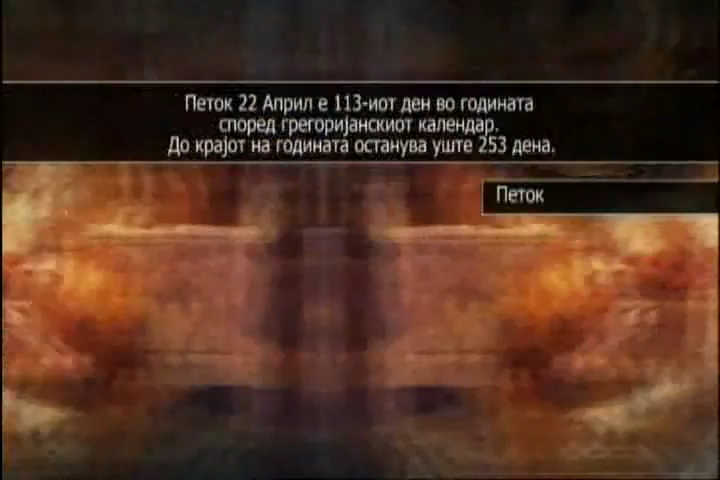 Петок 22 Април е 113-иот ден во годината
според грегоријанскиот календар.
До крајот на годината останува уште 253 дена.
Петок